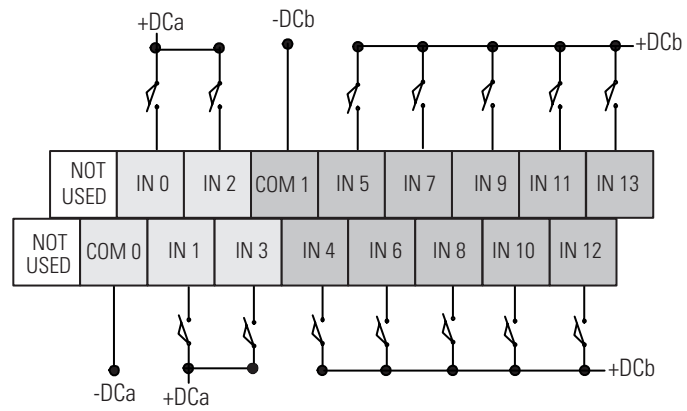 +DCa
-DCb
+DCb
NOT USED
IN 0
IN 2
COM 1
IN 5
IN 7
IN 9
IN 11
IN 13
NOT USED
COM 0
IN 1
IN 3
IN 4
IN 6
IN 8
IN 10
IN 12
-DCa
+DCa
+DCb